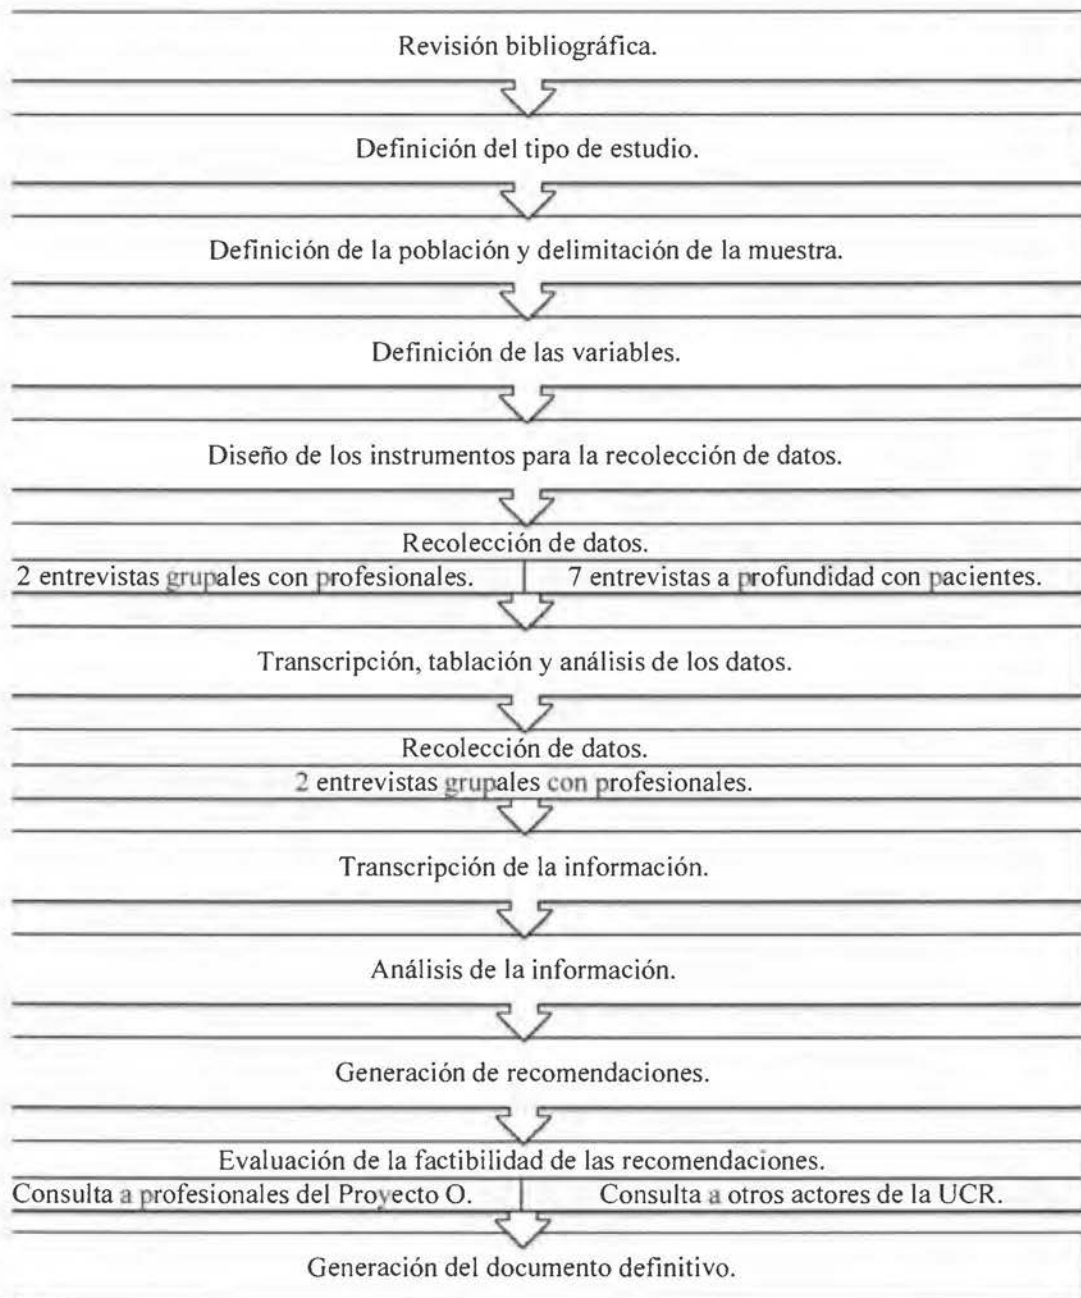 Revisión bibliográfica.
Definición del tipo de estudio.
Definición de la población y delimitación de la muestra.
Definición de las variables.
Diseño de los instrumentos para la recolección de datos.
Recolección de datos.
2 entrevistas grupales con profesionales.
7 entrevistas a profundidad con pacientes.
Transcripción, tablación y análisis de los datos.
Recolección de datos.
2 entrevistas grupales con profesionales.
Transcripción de la información.
Análisis de la información.
Generación de recomendaciones.
Evaluación de la factibilidad de las recomendaciones.
Consulta a profesionales del Proyecto O.
Consulta a otros actores de la UCR.
Generación del documento definitivo.